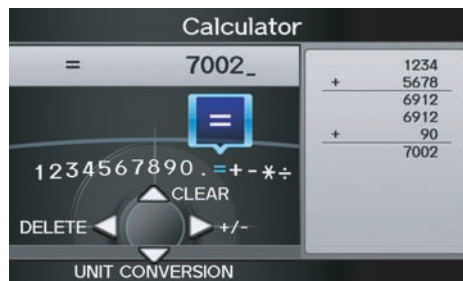 Calculator
= 7002_
=
1234567890.=+-*÷
CLEAR
DELETE +/-
UNIT CONVERSION
1234
+ 5678
6912
6912
+ 90
7002